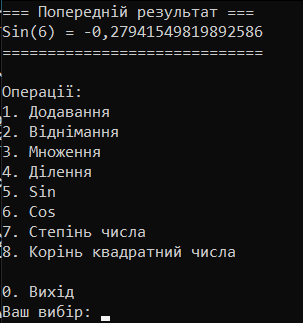 === Попередній результат ===
Sin(6) = -0,27941549819892586
=============================
Операції:
1. Додавання
2. Віднімання
3. Множення
4. Ділення
5. Sin
6. Cos
7. Степінь числа
8. Корінь квадратний числа
0. Вихід
Ваш вибір: _